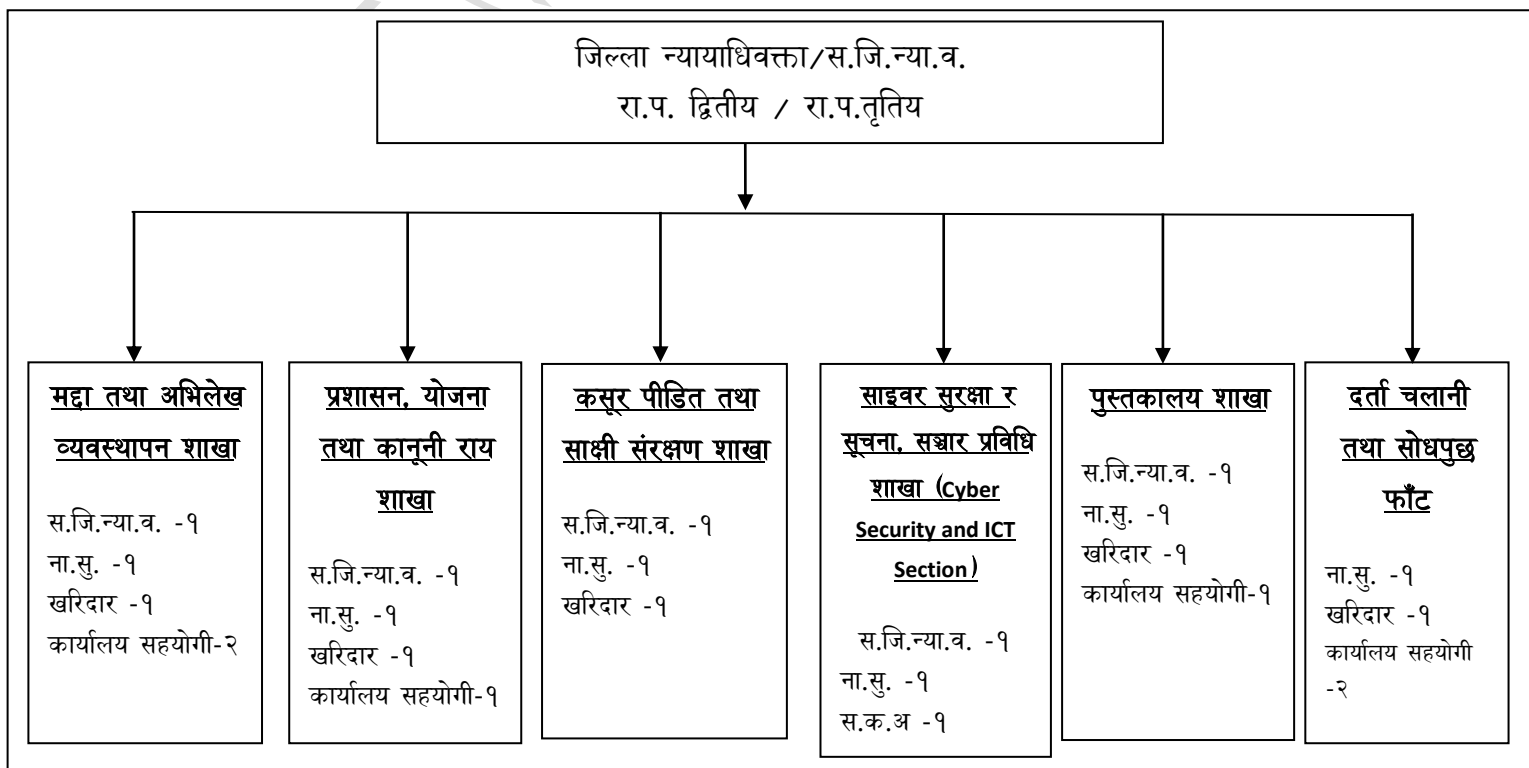 जिल्ला न्यायाधिवक्ता/स.जि.न्या.व.
रा.प. द्वितीय / रा.प.तृतिय
मद्दा तथा अभिलेख
व्यवस्थापन शाखा
स.जि.न्या.व. -१
ना.सु. -१
खरिदार -१
कार्यालय सहयोगी-२
प्रशासन, योजना
तथा कानूनी राय
शाखा
स.जि.न्या.व. -१
ना.सु. -१
खरिदार -१
कार्यालय सहयोगी-१
कसूर पीडित तथा
साक्षी संरक्षण शाखा
स.जि.न्या.व. -१
ना.सु. -१
खरिदार -१
साइवर सुरक्षा र
सूचना, सञ्चार प्रविधि
शाखा (Cyber
Security and ICT
Section)
स.जि.न्या.व. -१
ना.सु. -१
स.क.अ -१
पुस्तकालय शाखा
स.जि.न्या.व. -१
ना.सु. -१
खरिदार -१
कार्यालय सहयोगी-१
दर्ता चलानी
तथा सोधपुछ
फाँट
ना.सु. -१
खरिदार -१
कार्यालय सहयोगी
-२